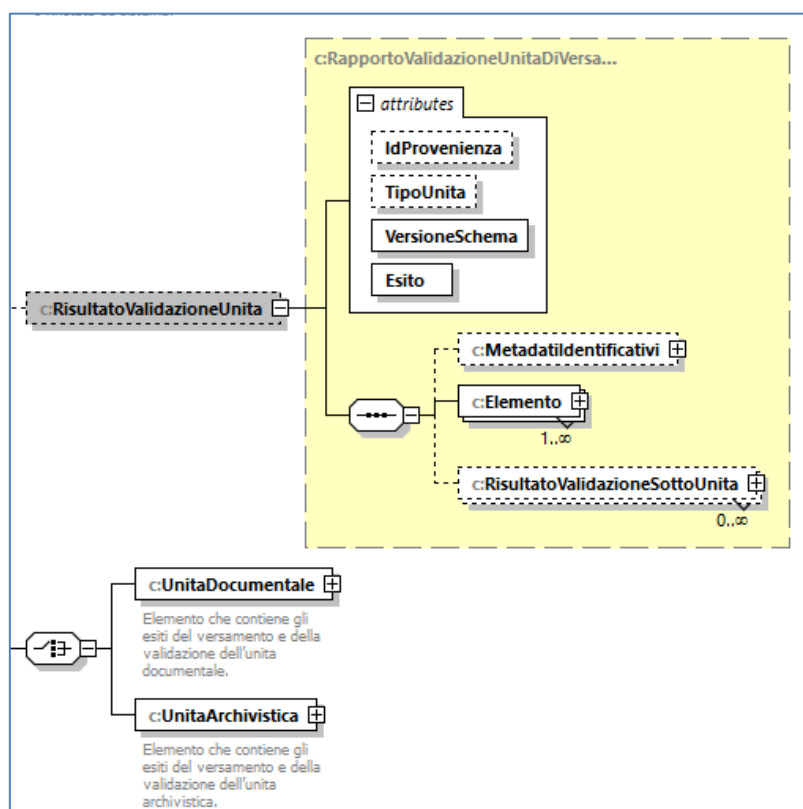 c:RapportoValidazioneUnitaDiVersa...
attributes
IdProvenienza
TipoUnita
VersioneSchema
Esito
c:RisultatoValidazioneUnita
c:MetadatiIdentificativi
c:Elemento
1..∞
c:RisultatoValidazioneSottoUnita
0..∞
c:UnitaDocumentale
Elemento che contiene gli
esiti del versamento e della
validazione dell'unita
documentale.
c:UnitaArchivistica
Elemento che contiene gli
esiti del versamento e della
validazione dell'unita
archivistica.